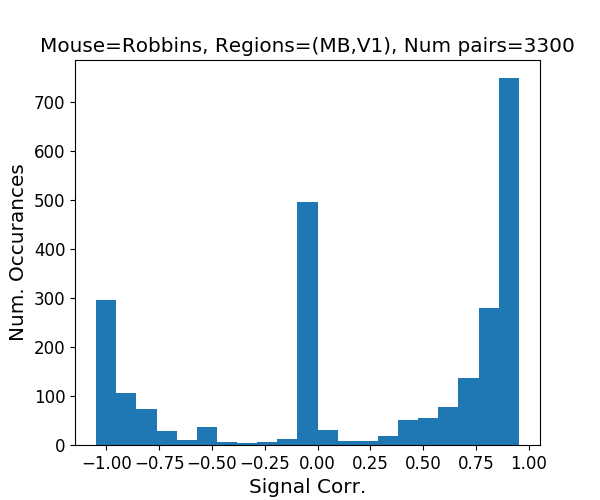 Mouse=Robbins, Regions=(MB,V1), Num pairs=3300
700
600
500
400
300
200
100
0
Num. Occurances
−1.00 −0.75 −0.50 −0.25 0.00 0.25 0.50 0.75 1.00
Signal Corr.